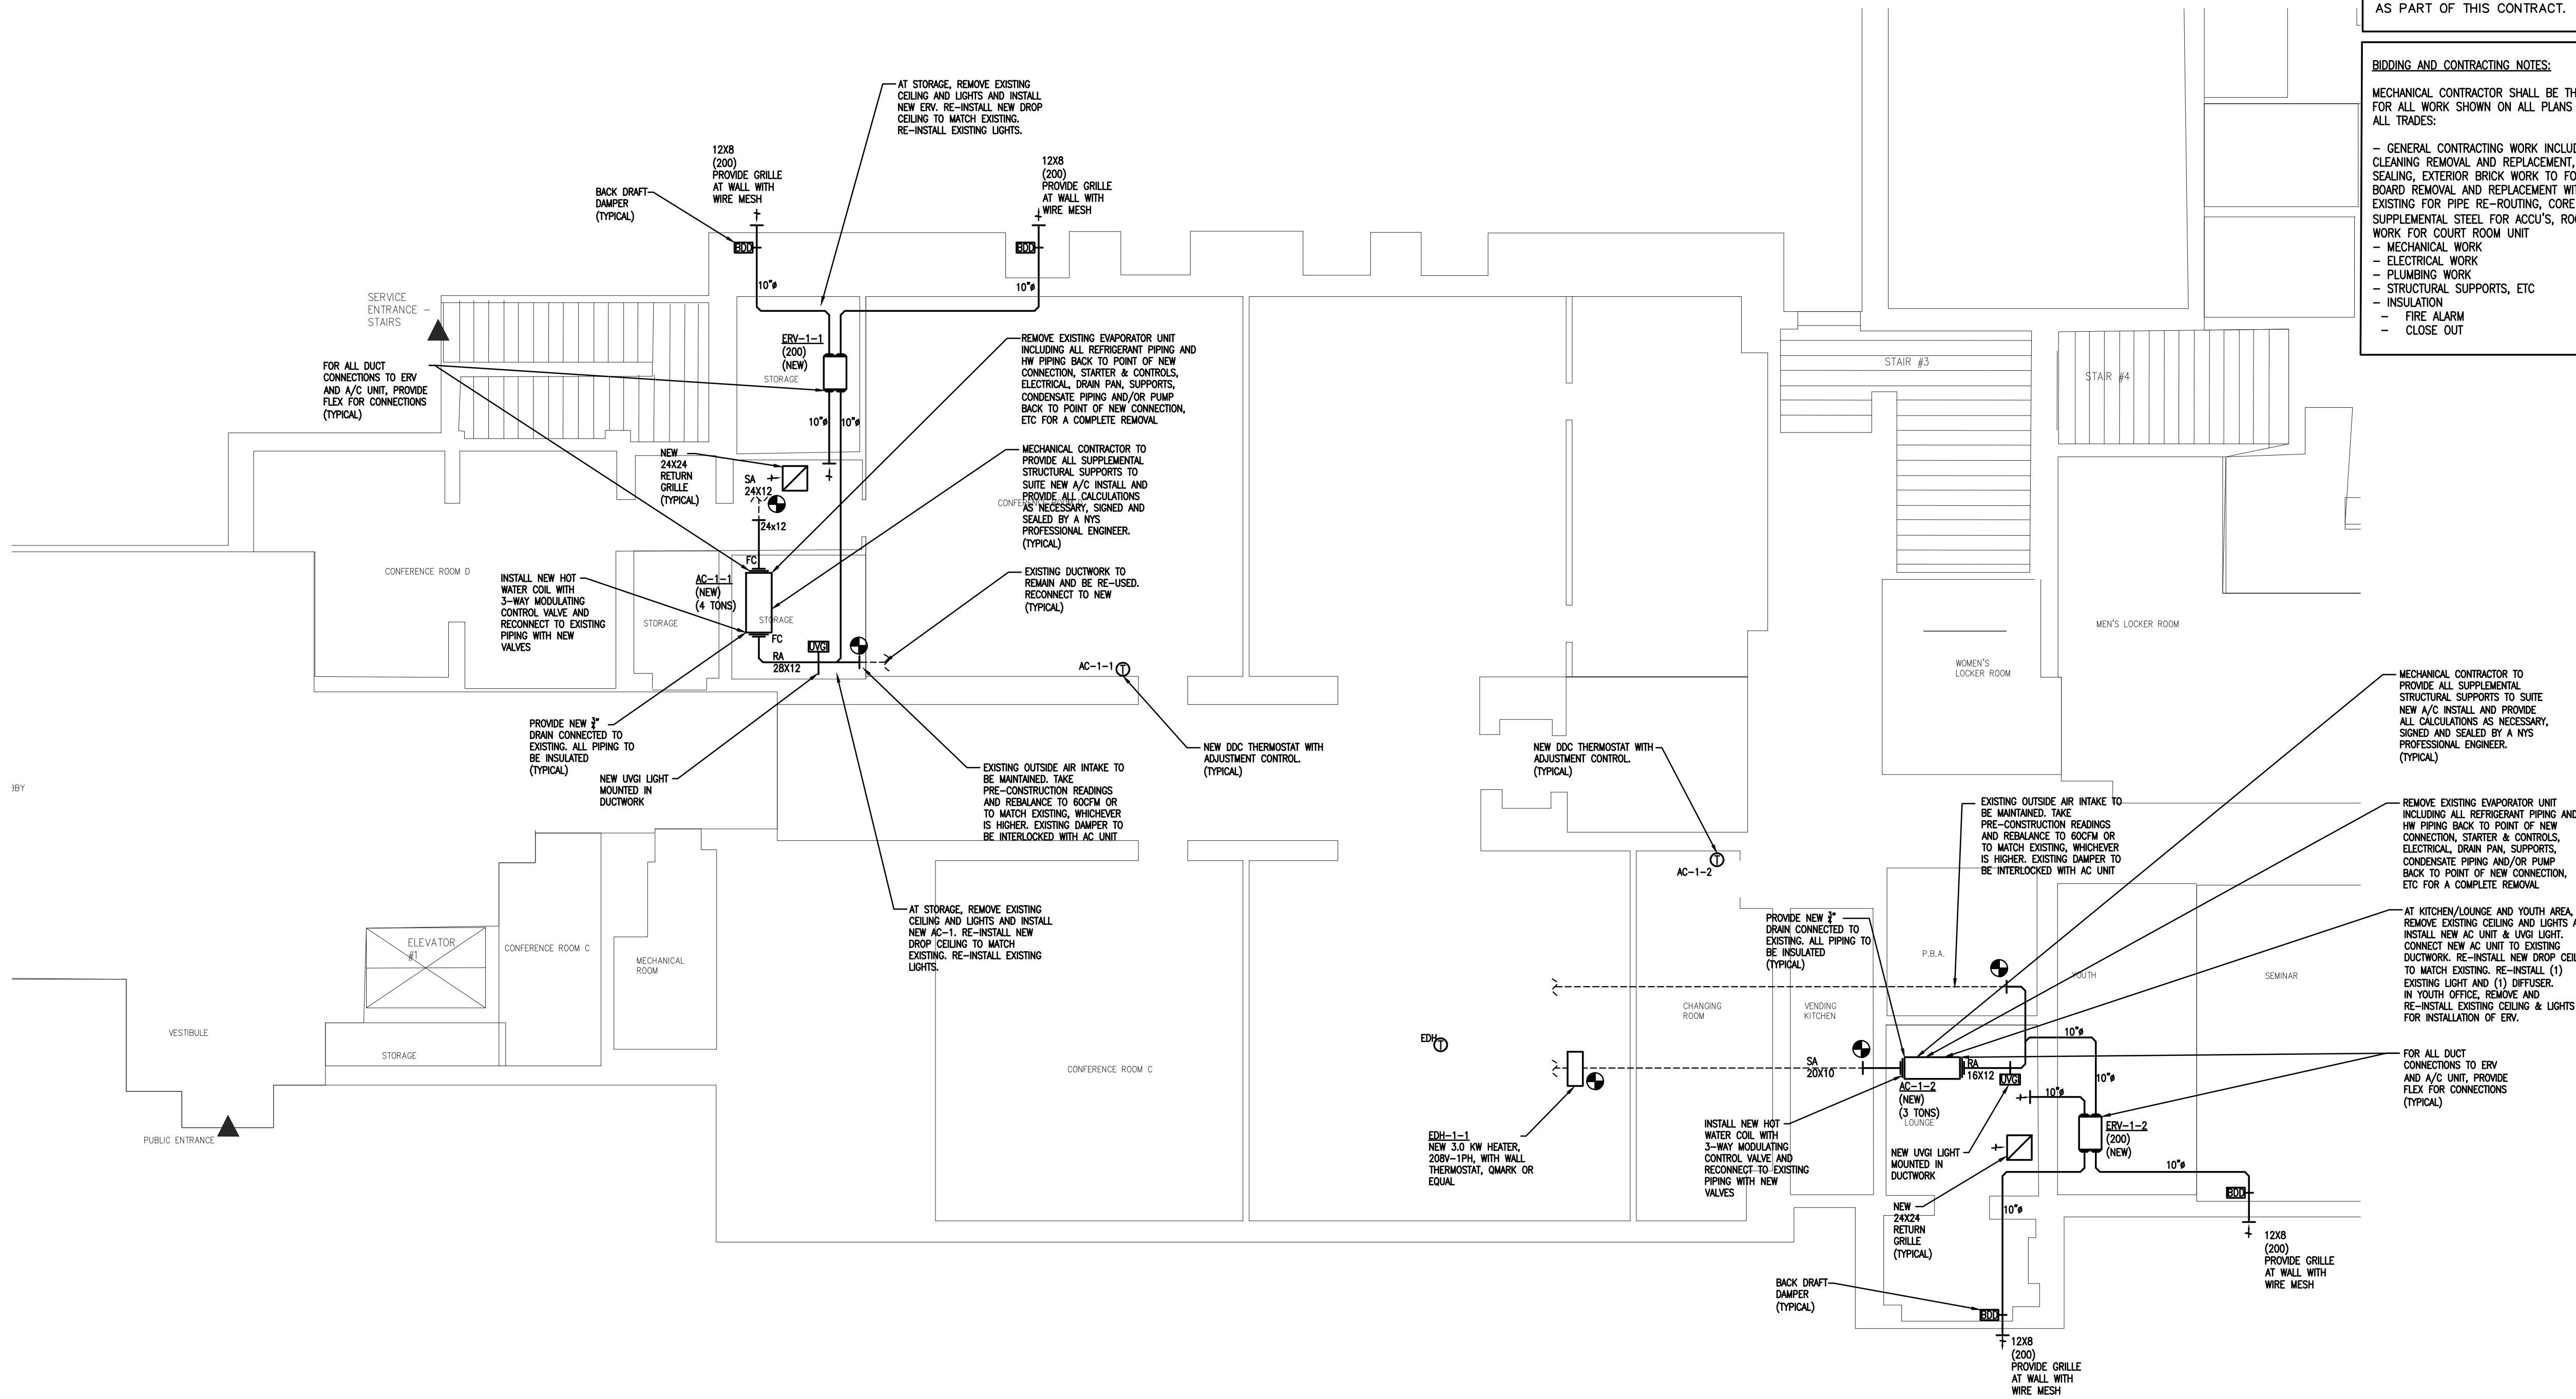 AS PART OF THIS CONTRACT.
BIDDING AND CONTRACTING NOTES:
MECHANICAL CONTRACTOR SHALL BE TH
FOR ALL WORK SHOWN ON ALL PLANS
ALL TRADES:
– GENERAL CONTRACTING WORK INCLUD
CLEANING REMOVAL AND REPLACEMENT,
SEALING, EXTERIOR BRICK WORK TO FO
BOARD REMOVAL AND REPLACEMENT WIT
EXISTING FOR PIPE RE-ROUTING, CORE
SUPPLEMENTAL STEEL FOR ACCU'S, ROO
WORK FOR COURT ROOM UNIT
– MECHANICAL WORK
– ELECTRICAL WORK
– PLUMBING WORK
– STRUCTURAL SUPPORTS, ETC
– INSULATION
– FIRE ALARM
– CLOSE OUT
AT STORAGE, REMOVE EXISTING
CEILING AND LIGHTS AND INSTALL
NEW ERV. RE-INSTALL NEW DROP
CEILING TO MATCH EXISTING.
RE-INSTALL EXISTING LIGHTS.
12X8
(200)
PROVIDE GRILLE
AT WALL WITH
WIRE MESH
12X8
(200)
PROVIDE GRILLE
AT WALL WITH
WIRE MESH
BACK DRAFT
DAMPER
(TYPICAL)
BDD
BDD
10"ø
10"ø
SERVICE
ENTRANCE –
STAIRS
ERV-1-1
(200)
(NEW)
STORAGE
10"ø
10"ø
FOR ALL DUCT
CONNECTIONS TO ERV
AND A/C UNIT, PROVIDE
FLEX FOR CONNECTIONS
(TYPICAL)
REMOVE EXISTING EVAPORATOR UNIT
INCLUDING ALL REFRIGERANT PIPING AND
HW PIPING BACK TO POINT OF NEW
CONNECTION, STARTER & CONTROLS,
ELECTRICAL, DRAIN PAN, SUPPORTS,
CONDENSATE PIPING AND/OR PUMP
BACK TO POINT OF NEW CONNECTION,
ETC FOR A COMPLETE REMOVAL
STAIR #3
STAIR #4
NEW
24X24
RETURN
GRILLE
(TYPICAL)
SA
24X12
24x12
MECHANICAL CONTRACTOR TO
PROVIDE ALL SUPPLEMENTAL
STRUCTURAL SUPPORTS TO
SUITE NEW A/C INSTALL AND
PROVIDE ALL CALCULATIONS
AS NECESSARY, SIGNED AND
SEALED BY A NYS
PROFESSIONAL ENGINEER.
(TYPICAL)
CONFERENCE ROOM D
CONFERENCE ROOM D
INSTALL NEW HOT
WATER COIL WITH
3-WAY MODULATING
CONTROL VALVE AND
RECONNECT TO EXISTING
PIPING WITH NEW
VALVES
FC
AC-1-1
(NEW)
(4 TONS)
STORAGE
STORAGE
FC
UVGI
RA
28X12
EXISTING DUCTWORK TO
REMAIN AND BE RE-USED.
RECONNECT TO NEW
(TYPICAL)
AC-1-1
T
MEN'S LOCKER ROOM
WOMEN'S
LOCKER ROOM
MECHANICAL CONTRACTOR TO
PROVIDE ALL SUPPLEMENTAL
STRUCTURAL SUPPORTS TO SUITE
NEW A/C INSTALL AND PROVIDE
ALL CALCULATIONS AS NECESSARY,
SIGNED AND SEALED BY A NYS
PROFESSIONAL ENGINEER.
(TYPICAL)
PROVIDE NEW ¾"
DRAIN CONNECTED TO
EXISTING. ALL PIPING TO
BE INSULATED
(TYPICAL)
NEW UVGI LIGHT
MOUNTED IN
DUCTWORK
EXISTING OUTSIDE AIR INTAKE TO
BE MAINTAINED. TAKE
PRE-CONSTRUCTION READINGS
AND REBALANCE TO 60CFM OR
TO MATCH EXISTING, WHICHEVER
IS HIGHER. EXISTING DAMPER TO
BE INTERLOCKED WITH AC UNIT
NEW DDC THERMOSTAT WITH
ADJUSTMENT CONTROL.
(TYPICAL)
NEW DDC THERMOSTAT WITH
ADJUSTMENT CONTROL.
(TYPICAL)
BBY
EXISTING OUTSIDE AIR INTAKE TO
BE MAINTAINED. TAKE
PRE-CONSTRUCTION READINGS
AND REBALANCE TO 60CFM OR
TO MATCH EXISTING, WHICHEVER
IS HIGHER. EXISTING DAMPER TO
BE INTERLOCKED WITH AC UNIT
REMOVE EXISTING EVAPORATOR UNIT
INCLUDING ALL REFRIGERANT PIPING AND
HW PIPING BACK TO POINT OF NEW
CONNECTION, STARTER & CONTROLS,
ELECTRICAL, DRAIN PAN, SUPPORTS,
CONDENSATE PIPING AND/OR PUMP
BACK TO POINT OF NEW CONNECTION,
ETC FOR A COMPLETE REMOVAL
T
AC-1-2
AT STORAGE, REMOVE EXISTING
CEILING AND LIGHTS AND INSTALL
NEW AC-1. RE-INSTALL NEW
DROP CEILING TO MATCH
EXISTING. RE-INSTALL EXISTING
LIGHTS.
PROVIDE NEW ¾"
DRAIN CONNECTED TO
EXISTING. ALL PIPING TO
BE INSULATED
(TYPICAL)
AT KITCHEN/LOUNGE AND YOUTH AREA,
REMOVE EXISTING CEILING AND LIGHTS A
INSTALL NEW AC UNIT & UVGI LIGHT.
CONNECT NEW AC UNIT TO EXISTING
DUCTWORK. RE-INSTALL NEW DROP CEIL
TO MATCH EXISTING. RE-INSTALL (1)
EXISTING LIGHT AND (1) DIFFUSER.
IN YOUTH OFFICE, REMOVE AND
RE-INSTALL EXISTING CEILING & LIGHTS
FOR INSTALLATION OF ERV.
ELEVATOR
#1
CONFERENCE ROOM C
MECHANICAL
ROOM
P.B.A.
YOUTH
SEMINAR
CHANGING
ROOM
VENDING
KITCHEN
VESTIBULE
STORAGE
EDH
T
CONFERENCE ROOM C
10"ø
SA
20X10
RA
16X12
UVGI
10"ø
10"ø
AC-1-2
(NEW)
(3 TONS)
LOUNGE
FOR ALL DUCT
CONNECTIONS TO ERV
AND A/C UNIT, PROVIDE
FLEX FOR CONNECTIONS
(TYPICAL)
PUBLIC ENTRANCE
EDH-1-1
NEW 3.0 KW HEATER,
208V-1PH, WITH WALL
THERMOSTAT, QMARK OR
EQUAL
INSTALL NEW HOT
WATER COIL WITH
3-WAY MODULATING
CONTROL VALVE AND
RECONNECT TO EXISTING
PIPING WITH NEW
VALVES
NEW UVGI LIGHT
MOUNTED IN
DUCTWORK
ERV-1-2
(200)
(NEW)
10"ø
BDD
NEW
24X24
RETURN
GRILLE
(TYPICAL)
10"ø
12X8
(200)
PROVIDE GRILLE
AT WALL WITH
WIRE MESH
BACK DRAFT
DAMPER
(TYPICAL)
BDD
12X8
(200)
PROVIDE GRILLE
AT WALL WITH
WIRE MESH